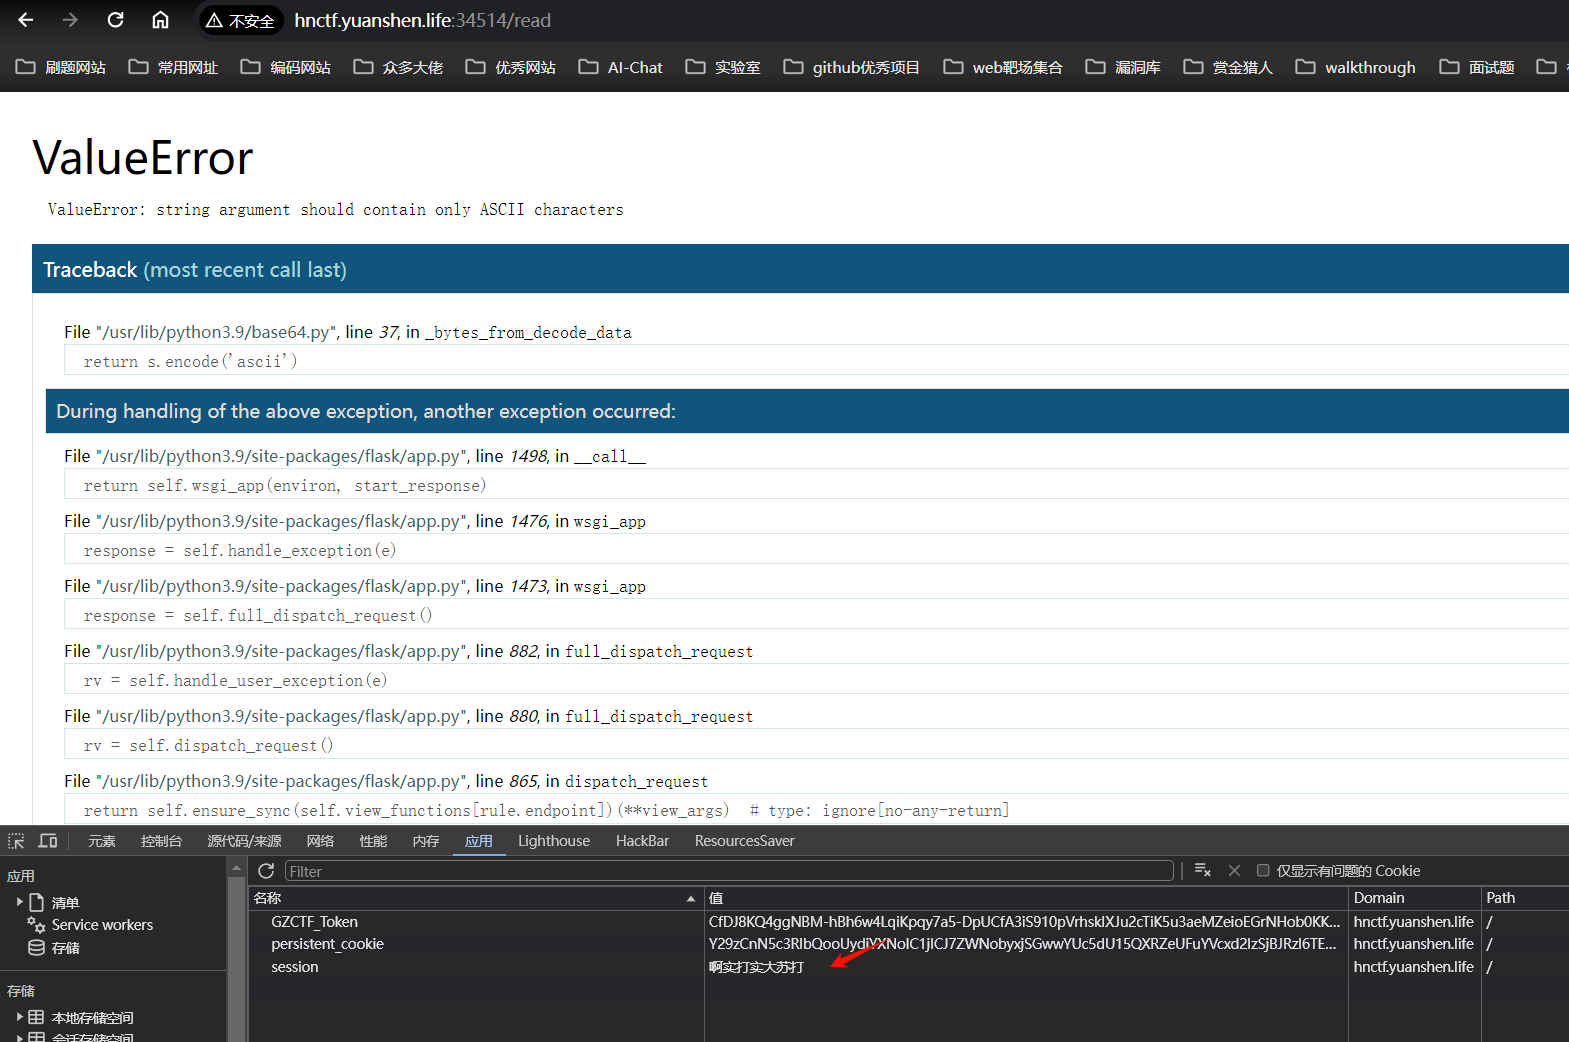 不安全 hnctf.yuanshen.life:34514/read
刷题网站 常用网址 编码网站 众多大佬 优秀网站 AI-Chat 实验室 github优秀项目 web靶场集合 漏洞库 赏金猎人 walkthrough 面试题
ValueError
ValueError: string argument should contain only ASCII characters
Traceback (most recent call last)
File "/usr/lib/python3.9/base64.py", line 37, in _bytes_from_decode_data
return s.encode('ascii')
During handling of the above exception, another exception occurred:
File "/usr/lib/python3.9/site-packages/flask/app.py", line 1498, in __call__
return self.wsgi_app(environ, start_response)
File "/usr/lib/python3.9/site-packages/flask/app.py", line 1476, in wsgi_app
response = self.handle_exception(e)
File "/usr/lib/python3.9/site-packages/flask/app.py", line 1473, in wsgi_app
response = self.full_dispatch_request()
File "/usr/lib/python3.9/site-packages/flask/app.py", line 882, in full_dispatch_request
rv = self.handle_user_exception(e)
File "/usr/lib/python3.9/site-packages/flask/app.py", line 880, in full_dispatch_request
rv = self.dispatch_request()
File "/usr/lib/python3.9/site-packages/flask/app.py", line 865, in dispatch_request
return self.ensure_sync(self.view_functions[rule.endpoint])(**view_args) # type: ignore[no-any-return]
元素 控制台 源代码/来源 网络 性能 内存 应用 Lighthouse HackBar ResourcesSaver
应用
清单
Service workers
存储
存储
本地存储空间
会话存储空间
Filter 仅显示有问题的 Cookie
名称 值 Domain Path
GZCTF_Token hnctf.yuanshen.life /
persistent_cookie hnctf.yuanshen.life /
session 啊实打实大苏打 hnctf.yuanshen.life /